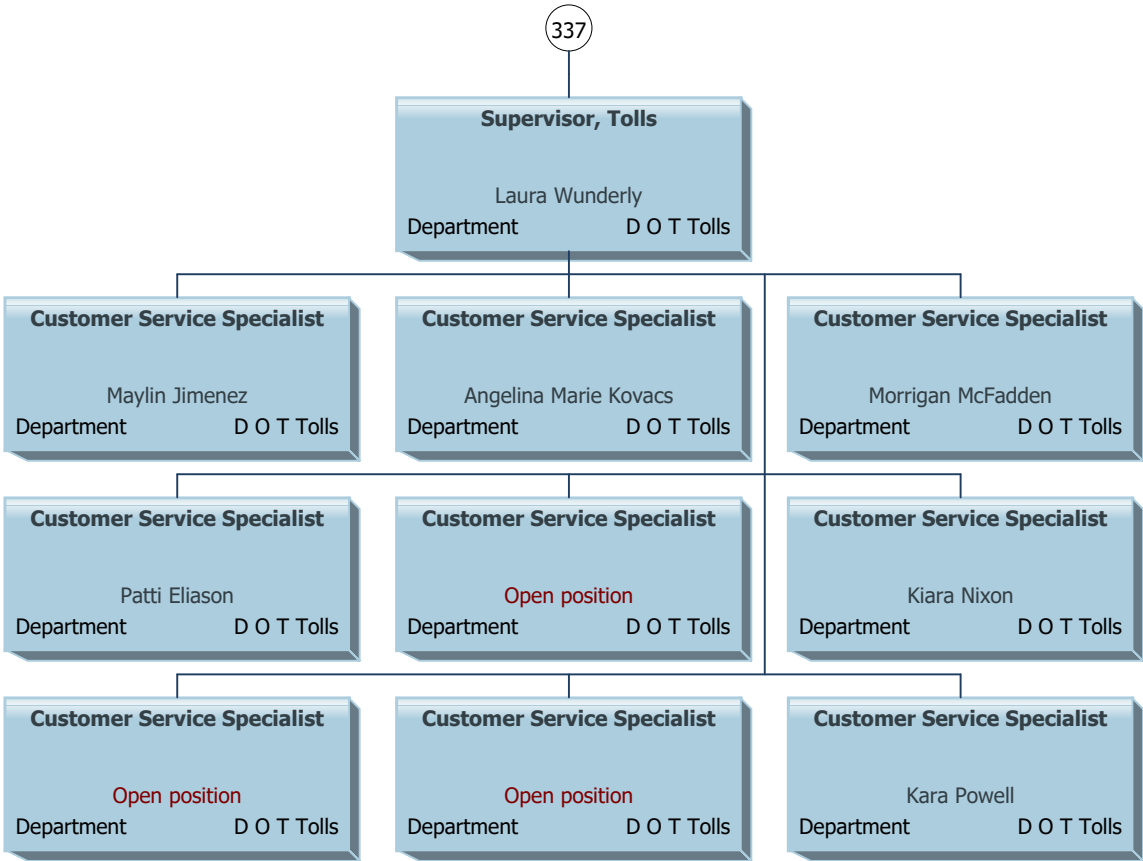 337
Supervisor, Tolls
Laura Wunderly
Department D O T Tolls
Customer Service Specialist
Maylin Jimenez
Department D O T Tolls
Customer Service Specialist
Angelina Marie Kovacs
Department D O T Tolls
Customer Service Specialist
Morrigan McFadden
Department D O T Tolls
Customer Service Specialist
Patti Eliason
Department D O T Tolls
Customer Service Specialist
Open position
Department D O T Tolls
Customer Service Specialist
Kiara Nixon
Department D O T Tolls
Customer Service Specialist
Open position
Department D O T Tolls
Customer Service Specialist
Open position
Department D O T Tolls
Customer Service Specialist
Kara Powell
Department D O T Tolls